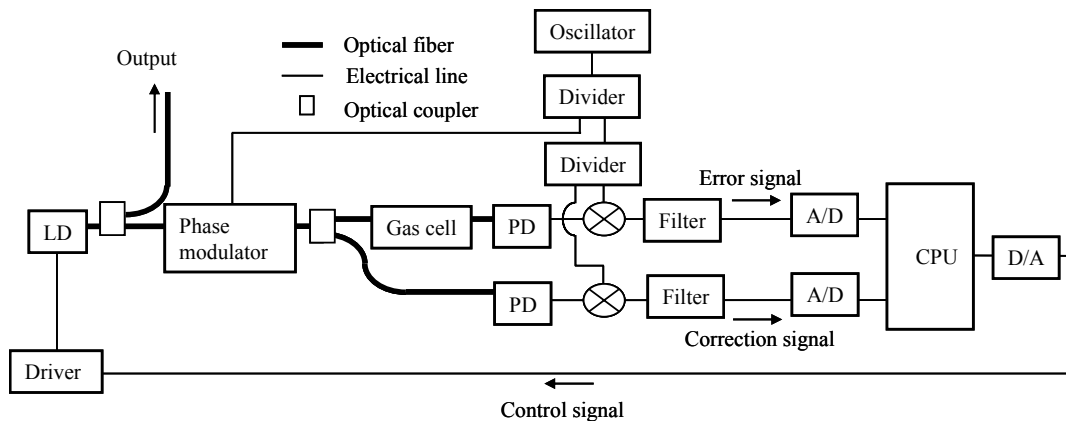 Oscillator
Optical fiber
Output
Electrical line
Divider
Optical coupler
Divider
Error signal
LD
Phase
modulator
Gas cell
PD
Filter
A/D
CPU
D/A
PD
Filter
A/D
Correction signal
Driver
Control signal